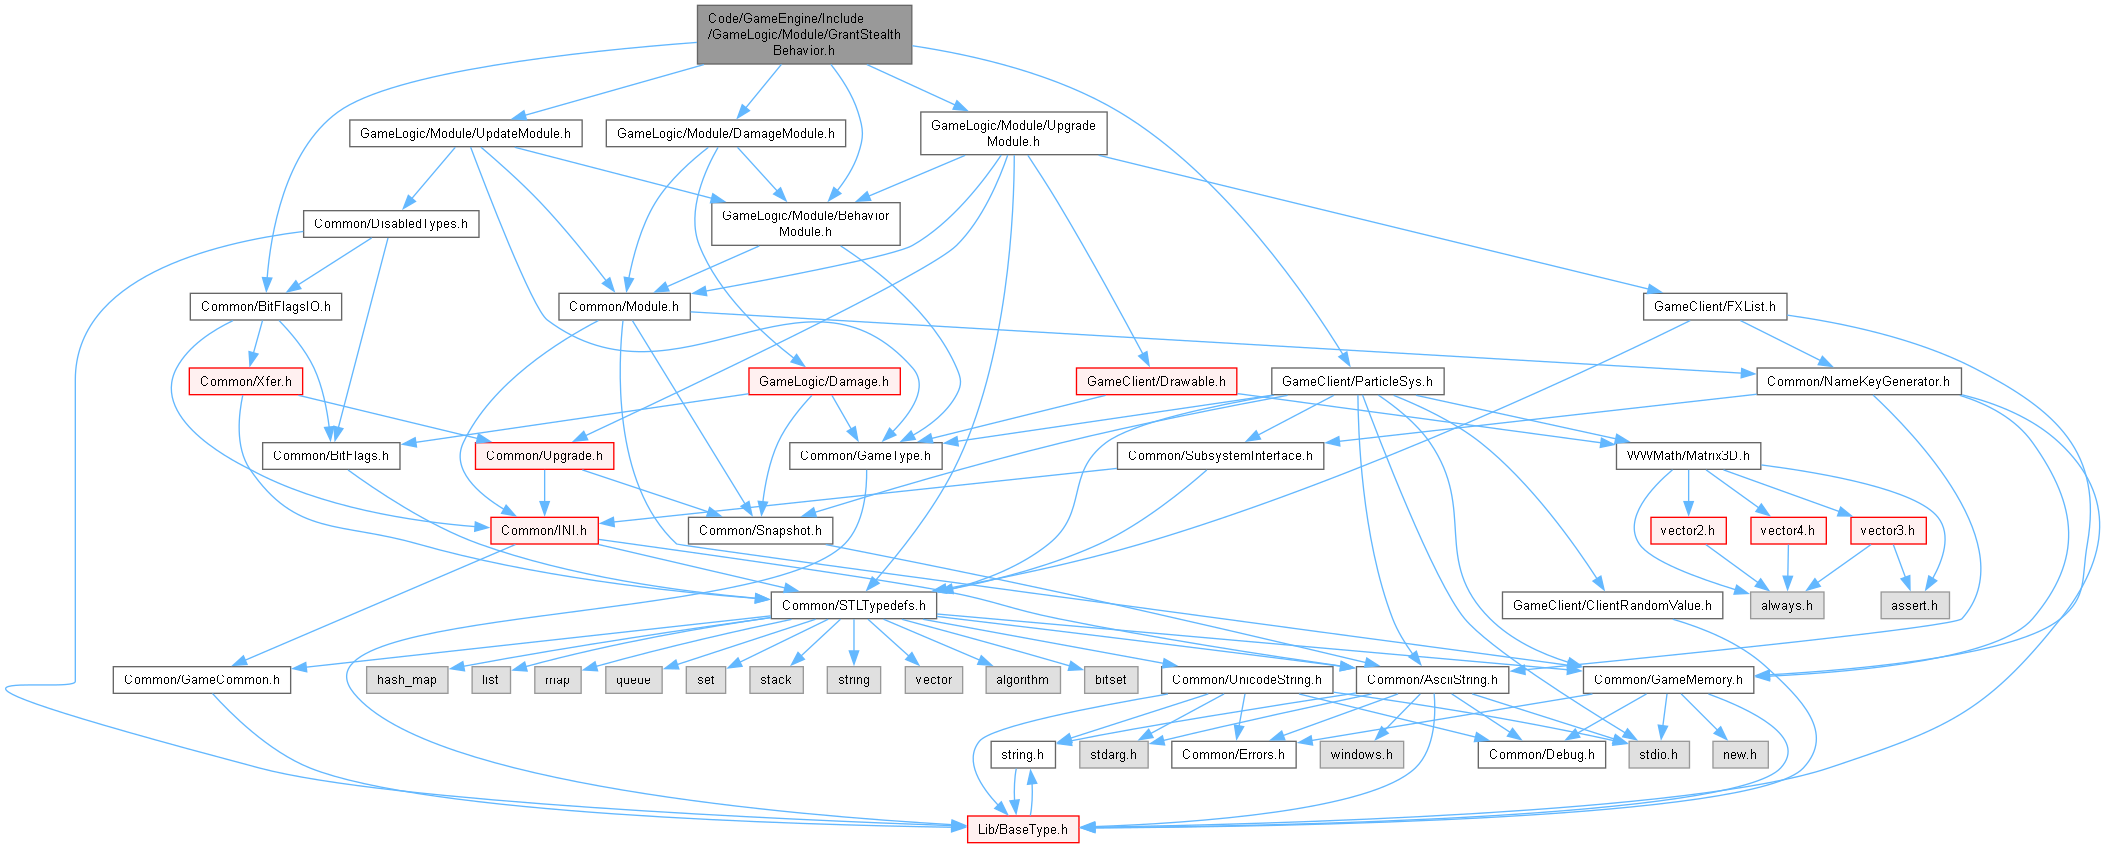 Code/GameEngine/Include
/GameLogic/Module/GrantStealth
Behavior.h
GameLogic/Module/UpdateModule.h
GameLogic/Module/DamageModule.h
GameLogic/Module/Upgrade
Module.h
Common/DisabledTypes.h
GameLogic/Module/Behavior
Module.h
Common/BitFlagsIO.h
Common/Module.h
GameClient/FXList.h
Common/Xfer.h
GameLogic/Damage.h
GameClient/Drawable.h
GameClient/ParticleSys.h
Common/NameKeyGenerator.h
Common/BitFlags.h
Common/Upgrade.h
Common/GameType.h
Common/SubsystemInterface.h
WWMath/Matrix3D.h
Common/INI.h
Common/Snapshot.h
vector2.h
vector4.h
vector3.h
Common/STLTypedefs.h
GameClient/ClientRandomValue.h
always.h
assert.h
Common/GameCommon.h
hash_map
list
map
queue
set
stack
string
vector
algorithm
bitset
Common/UnicodeString.h
Common/AsciiString.h
Common/GameMemory.h
string.h
stdarg.h
Common/Errors.h
windows.h
Common/Debug.h
stdio.h
new.h
Lib/BaseType.h